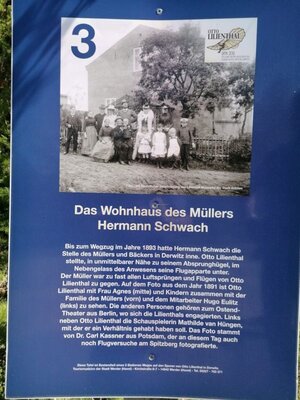 3
OTTO
LILIENTHAL
Das Wohnhaus des Müllers
Hermann Schwach
Bis zum Wegzug im Jahre 1893 hatte Hermann Schwach die
Stelle des Müllers und Bäckers in Derwitz inne. Otto Lilienthal
stellte, in unmittelbarer Nähe zu seinem Absprunghügel, im
Nebengelass des Anwesens seine Flugapparate unter.
Der Müller war zu fast allen Luftsprüngen und Flügen von Otto
Lilienthal zu gegen. Auf dem Foto aus dem Jahr 1891 ist Otto
Lilienthal mit Frau Agnes (mitte) und Kindern zusammen mit der
Familie des Müllers (vorn) und dem Mitarbeiter Hugo Eulitz
(links) zu sehen. Die anderen Personen gehören zum Ostend-
Theater aus Berlin, wo sich die Lilienthals engagierten. Links
neben Otto Lilienthal die Schauspielerin Mathilde van Hüngen,
mit der er ein Verhältnis gehabt haben soll. Das Foto stammt
von Dr. Carl Kassner aus Potsdam, der an diesem Tag auch
noch Flugversuche am Spitzberg fotografierte.